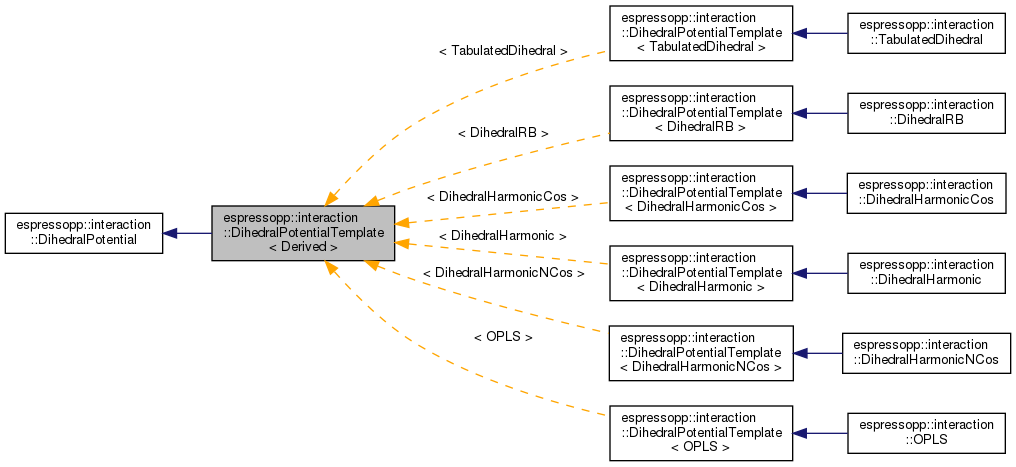 espressopp::interaction
::DihedralPotential
espressopp::interaction
::DihedralPotentialTemplate
< Derived >
< TabulatedDihedral >
< DihedralRB >
< DihedralHarmonicCos >
< DihedralHarmonic >
< DihedralHarmonicNCos >
< OPLS >
espressopp::interaction
::DihedralPotentialTemplate
< TabulatedDihedral >
espressopp::interaction
::TabulatedDihedral
espressopp::interaction
::DihedralPotentialTemplate
< DihedralRB >
espressopp::interaction
::DihedralRB
espressopp::interaction
::DihedralPotentialTemplate
< DihedralHarmonicCos >
espressopp::interaction
::DihedralHarmonicCos
espressopp::interaction
::DihedralPotentialTemplate
< DihedralHarmonic >
espressopp::interaction
::DihedralHarmonic
espressopp::interaction
::DihedralPotentialTemplate
< DihedralHarmonicNCos >
espressopp::interaction
::DihedralHarmonicNCos
espressopp::interaction
::DihedralPotentialTemplate
< OPLS >
espressopp::interaction
::OPLS